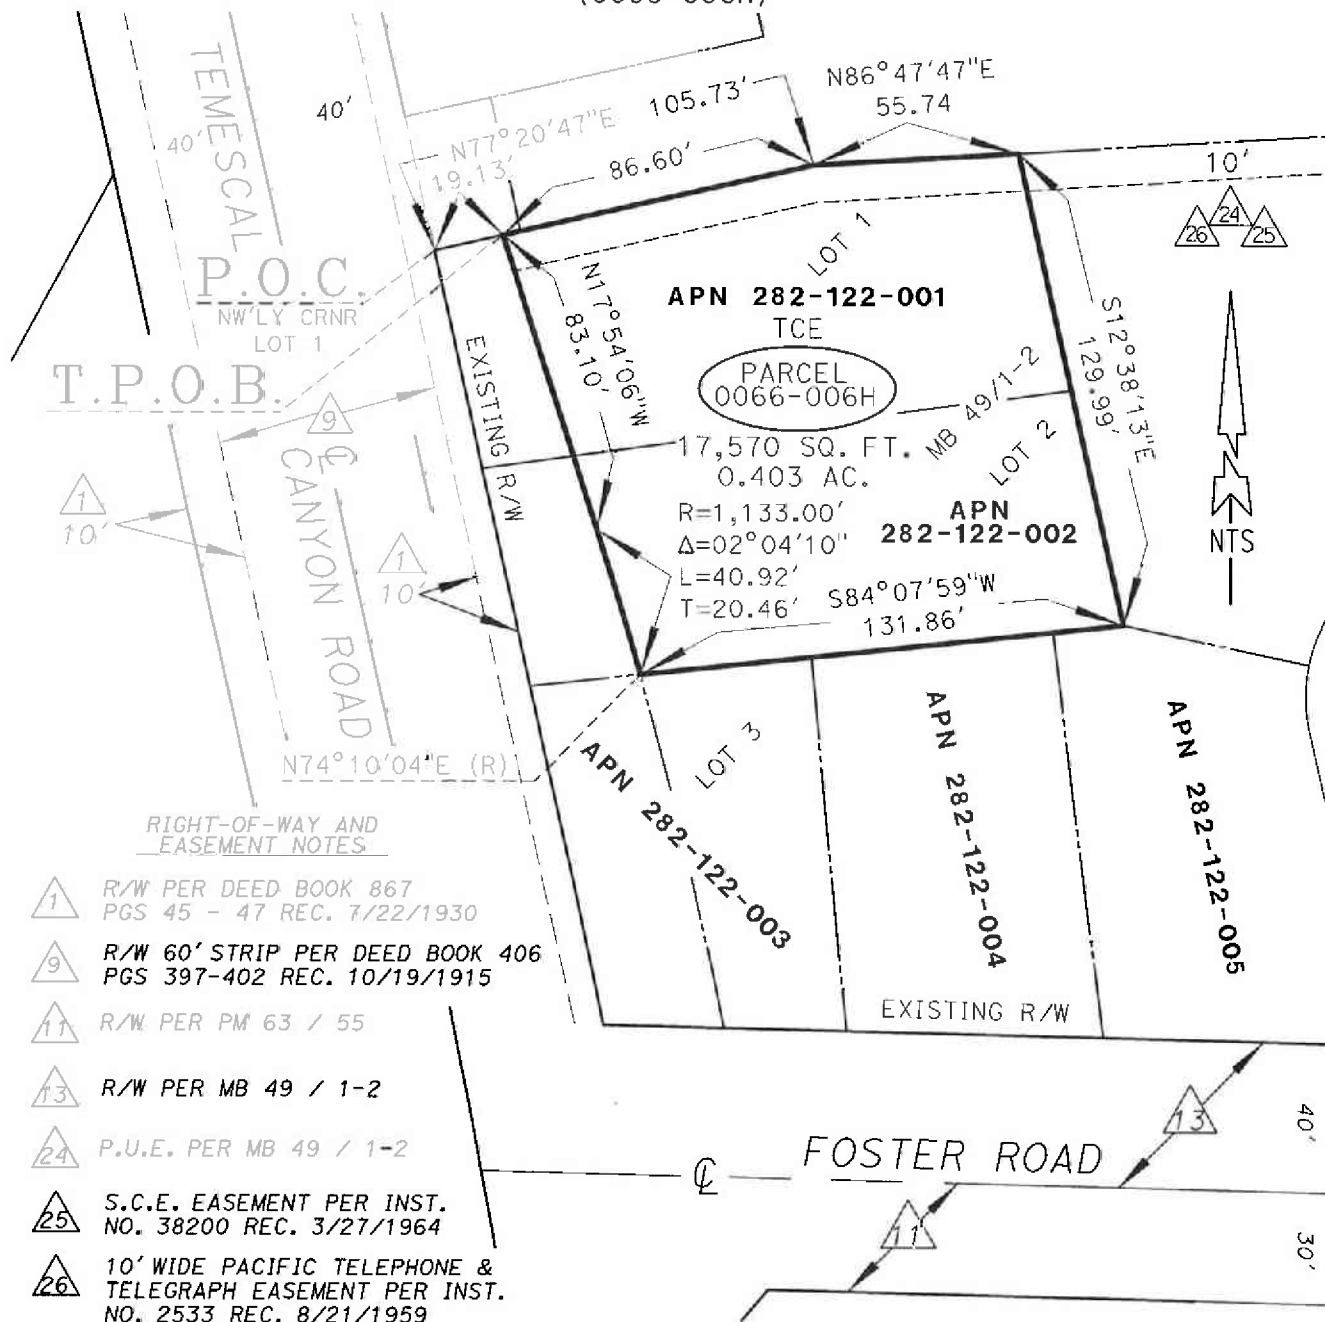 TEMESCAL
40'
40'
N77°20'47"E
19.13'
105.73'
86.60'
N86°47'47"E
55.74
10'
24
26
25
P.O.C.
NW'LY CRNR
LOT 1
T.P.O.B.
EXISTING R/W
N17°54'06"W
83.10'
LOT 1
APN 282-122-001
TCE
PARCEL
0066-006H
17,570 SQ. FT.
0.403 AC.
MB 49/1-2
LOT 2
S12°38'13"E
129.99'
R=1,133.00'
Δ=02°04'10"
L=40.92'
T=20.46'
APN
282-122-002
S84°07'59"W
131.86'
NTS
9
℄
CANYON ROAD
1
10'
1
10'
N74°10'04"E (R)
LOT 3
APN 282-122-003
APN 282-122-004
APN 282-122-005
EXISTING R/W
RIGHT-OF-WAY AND
EASEMENT NOTES
1 R/W PER DEED BOOK 867
PGS 45 - 47 REC. 7/22/1930
9 R/W 60' STRIP PER DEED BOOK 406
PGS 397-402 REC. 10/19/1915
11 R/W PER PM 63 / 55
13 R/W PER MB 49 / 1-2
24 P.U.E. PER MB 49 / 1-2
25 S.C.E. EASEMENT PER INST.
NO. 38200 REC. 3/27/1964
26 10' WIDE PACIFIC TELEPHONE &
TELEGRAPH EASEMENT PER INST.
NO. 2533 REC. 8/21/1959
℄ FOSTER ROAD
13
40'
11
30'